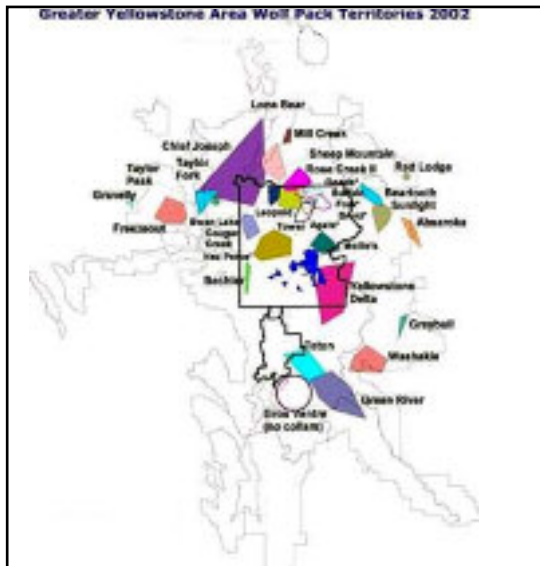 Greater Yellowstone Area Wolf Pack Territories 2002
Lone Bear
Mill Creek
Chief Joseph
Sheep Mountain
Taylor
Fork
Rose Creek II
Red Lodge
Taylor
Peak
Gravelly
Beartooth
Sunlight
Leopold
Freezeout
Absaroka
Swan Lake
Tower
Agate
Cougar
Creek
Mollie's
Nez Perce
Bechler
Yellowstone
Delta
Greybull
Teton
Washakie
Green River
Gros Ventre
(no collars)